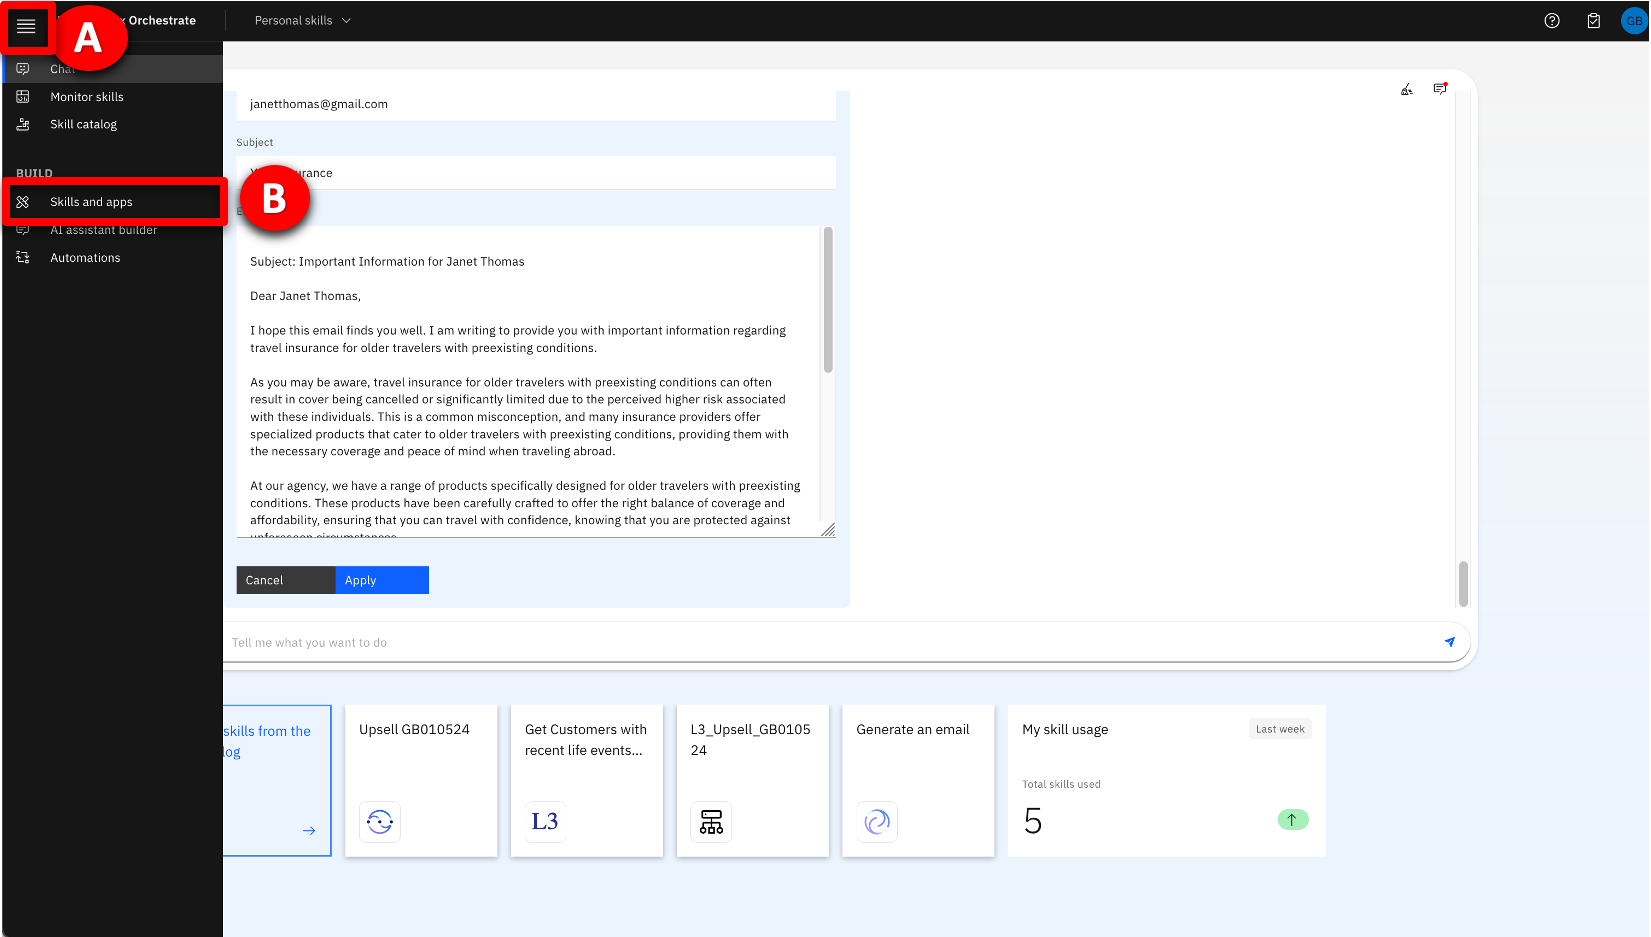 A
x Orchestrate
Personal skills
GB
Chat
Monitor skills
Skill catalog
BUILD
Skills and apps
AI assistant builder
Automations
B
janetthomas@gmail.com
Subject
Subject: Important Information for Janet Thomas
Dear Janet Thomas,
I hope this email finds you well. I am writing to provide you with important information regarding
travel insurance for older travelers with preexisting conditions.
As you may be aware, travel insurance for older travelers with preexisting conditions can often
result in cover being cancelled or significantly limited due to the perceived higher risk associated
with these individuals. This is a common misconception, and many insurance providers offer
specialized products that cater to older travelers with preexisting conditions, providing them with
the necessary coverage and peace of mind when traveling abroad.
At our agency, we have a range of products specifically designed for older travelers with preexisting
conditions. These products have been carefully crafted to offer the right balance of coverage and
affordability, ensuring that you can travel with confidence, knowing that you are protected against
unforeseen circumstances
Cancel
Apply
Tell me what you want to do
skills from the
log
Upsell GB010524
Get Customers with
recent life events...
L3
L3_Upsell_GB0105
24
Generate an email
My skill usage
Last week
Total skills used
5